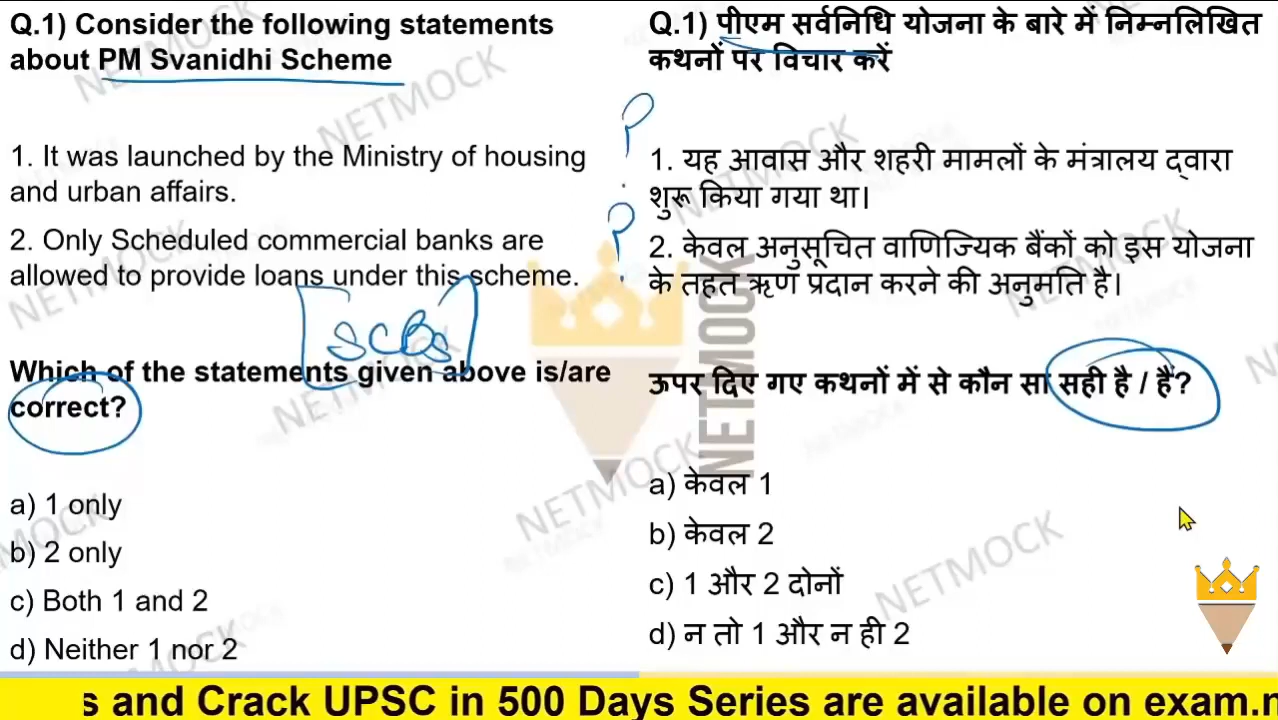 Q.1) Consider the following statements
about PM Svanidhi Scheme
1. It was launched by the Ministry of housing
and urban affairs.
2. Only Scheduled commercial banks are
allowed to provide loans under this scheme.
SCBs
Which of the statements given above is/are
correct?
a) 1 only
b) 2 only
c) Both 1 and 2
d) Neither 1 nor 2
Q.1) पीएम सर्वनिधि योजना के बारे में निम्नलिखित
कथनों पर विचार करें
1. यह आवास और शहरी मामलों के मंत्रालय द्वारा
शुरू किया गया था।
2. केवल अनुसूचित वाणिज्यिक बैंकों को इस योजना
के तहत ऋण प्रदान करने की अनुमति है।
ऊपर दिए गए कथनों में से कौन सा सही है / हैं?
a) केवल 1
b) केवल 2
c) 1 और 2 दोनों
d) न तो 1 और न ही 2
NETMOCK
s and Crack UPSC in 500 Days Series are available on exam.